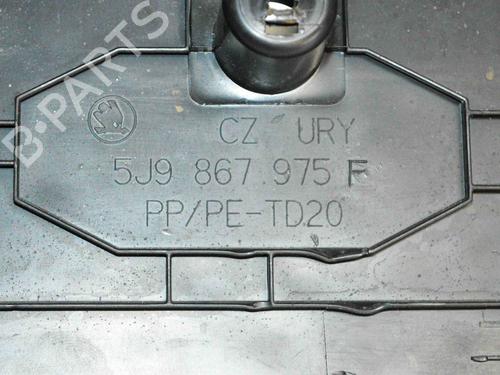 B-PARTS
CZ URY
5J9 867 975 F
PP/PE-TD20